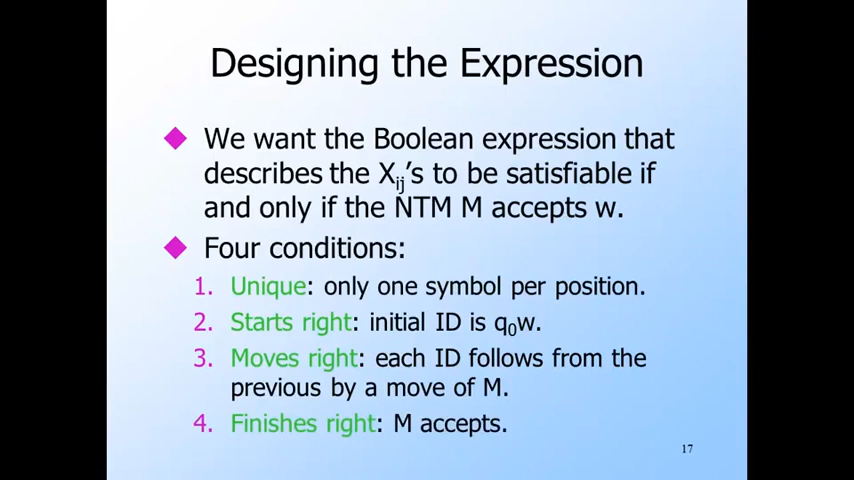 Designing the Expression
We want the Boolean expression that
describes the Xij's to be satisfiable if
and only if the NTM M accepts w.
Four conditions:
1. Unique: only one symbol per position.
2. Starts right: initial ID is q0w.
3. Moves right: each ID follows from the
previous by a move of M.
4. Finishes right: M accepts.
17